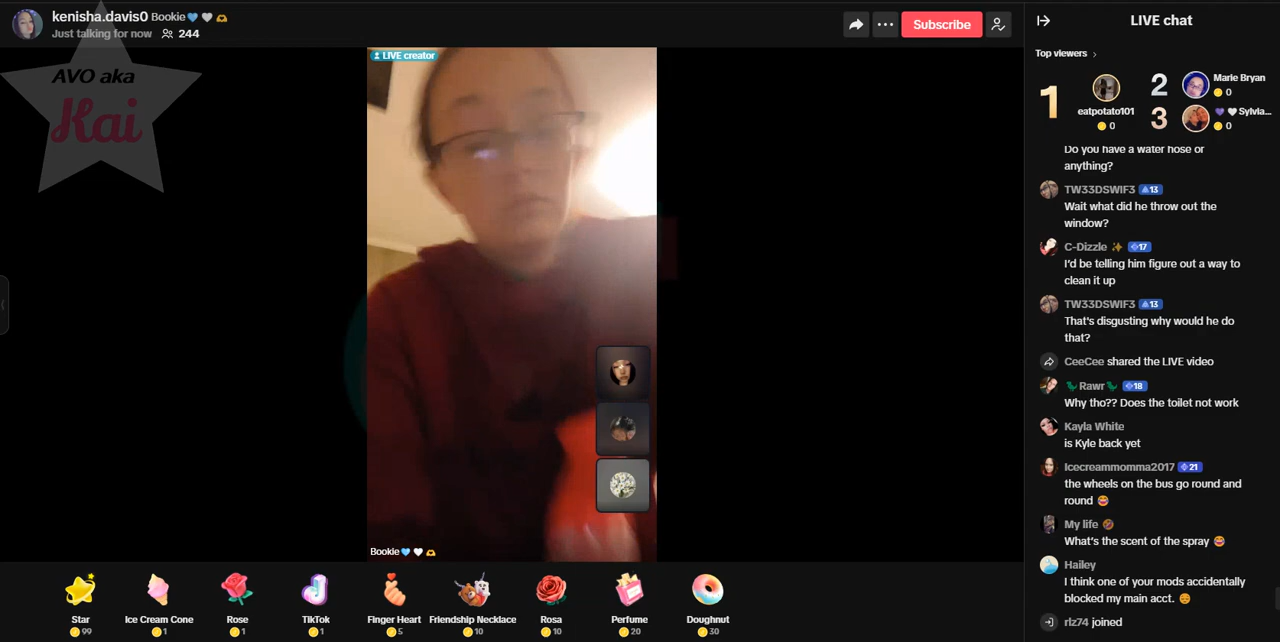 kenisha.davis0 Bookie💙🤍🫶
Just talking for now 244
Subscribe
AVO aka
Kai
LIVE creator
Bookie💙🤍🫶
Star
99
Ice Cream Cone
1
Rose
1
TikTok
1
Finger Heart
5
Friendship Necklace
10
Rosa
10
Perfume
20
Doughnut
30
LIVE chat
Top viewers >
1
eatpotato101
0
2
Marie Bryan
0
3
💜🤍Sylvia...
0
Do you have a water hose or
anything?
TW33DSWIF3 13
Wait what did he throw out the
window?
C-Dizzle ✨ 17
I'd be telling him figure out a way to
clean it up
TW33DSWIF3 13
That's disgusting why would he do
that?
CeeCee shared the LIVE video
🦖Rawr🦖 18
Why tho?? Does the toilet not work
Kayla White
is Kyle back yet
Icecreammomma2017 21
the wheels on the bus go round and
round 😂
My life
What's the scent of the spray 😂
Hailey
I think one of your mods accidentally
blocked my main acct. 😔
rlz74 joined